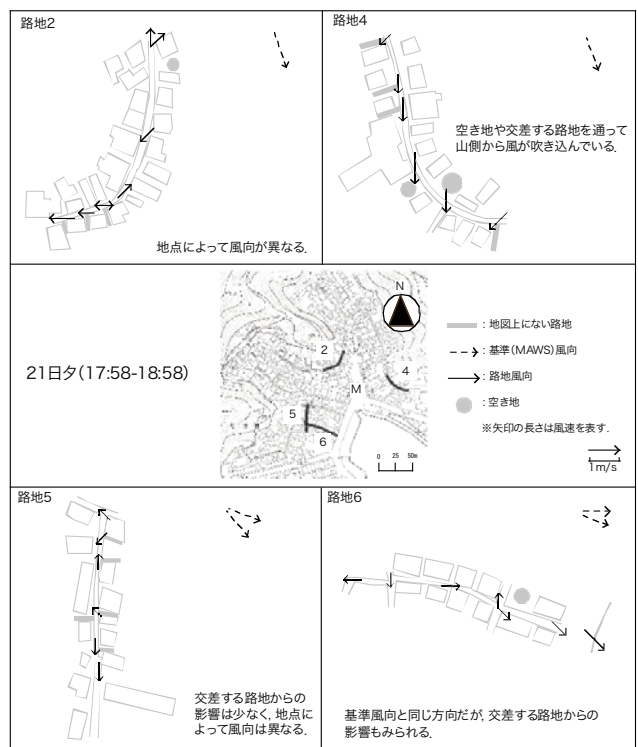 路地2
地点によって風向が異なる.
路地4
空き地や交差する路地を通って
山側から風が吹き込んでいる.
21日夕(17:58-18:58)
N
2
4
M
5
6
0 25 50m
: 地図上にない路地
: 基準(MAWS)風向
: 路地風向
: 空き地
※矢印の長さは風速を表す.
1m/s
路地5
交差する路地からの
影響は少なく, 地点に
よって風向は異なる.
路地6
基準風向と同じ方向だが, 交差する路地からの
影響もみられる.